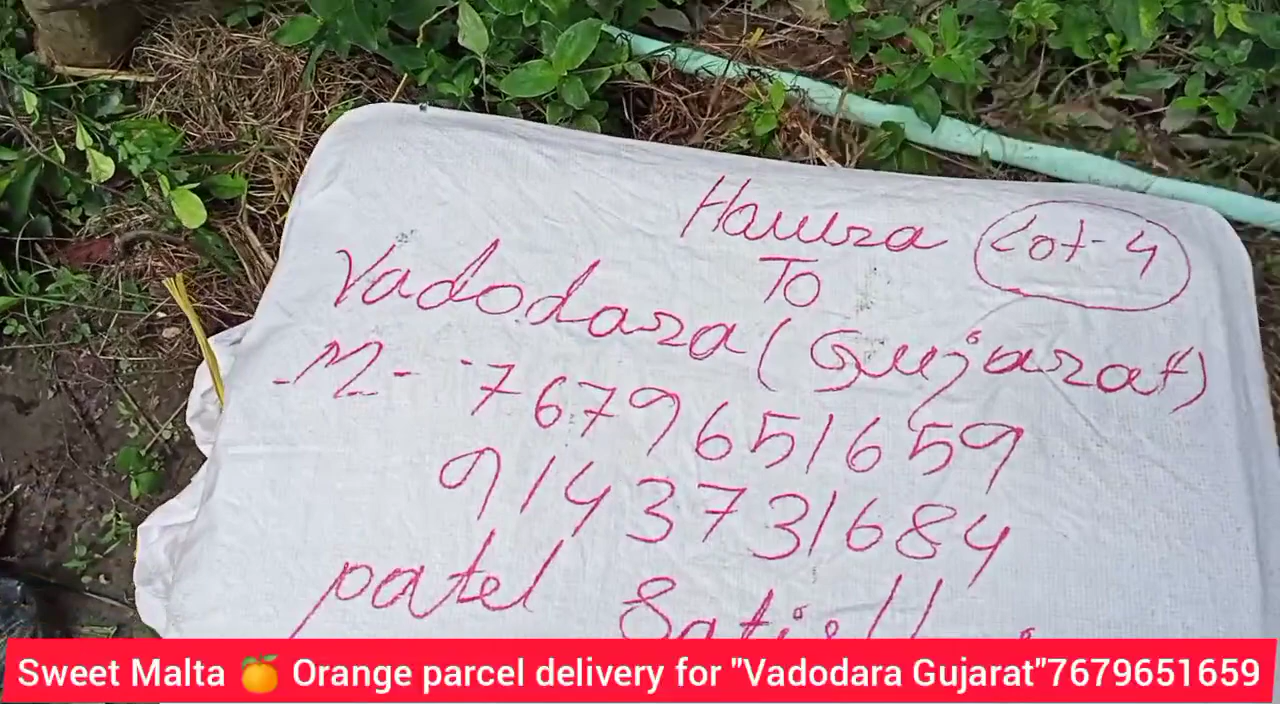 Hawra Lot-4
To
Vadodara (Gujarat)
M- 7679651659
9143731684
patel
Sweet Malta 🍊 Orange parcel delivery for "Vadodara Gujarat"7679651659